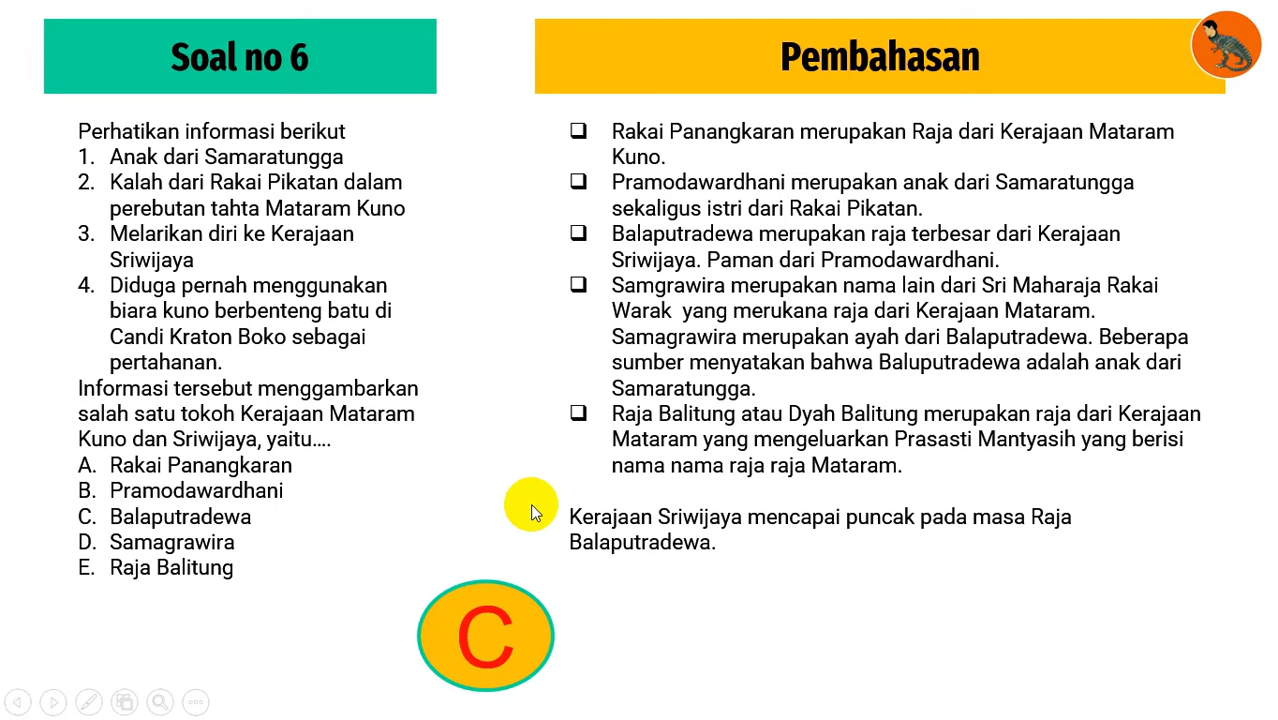 Soal no 6
Perhatikan informasi berikut
1. Anak dari Samaratungga
2. Kalah dari Rakai Pikatan dalam
perebutan tahta Mataram Kuno
3. Melarikan diri ke Kerajaan
Sriwijaya
4. Diduga pernah menggunakan
biara kuno berbenteng batu di
Candi Kraton Boko sebagai
pertahanan.
Informasi tersebut menggambarkan
salah satu tokoh Kerajaan Mataram
Kuno dan Sriwijaya, yaitu....
A. Rakai Panangkaran
B. Pramodawardhani
C. Balaputradewa
D. Samagrawira
E. Raja Balitung
C
Pembahasan
Rakai Panangkaran merupakan Raja dari Kerajaan Mataram
Kuno.
Pramodawardhani merupakan anak dari Samaratungga
sekaligus istri dari Rakai Pikatan.
Balaputradewa merupakan raja terbesar dari Kerajaan
Sriwijaya. Paman dari Pramodawardhani.
Samgrawira merupakan nama lain dari Sri Maharaja Rakai
Warak yang merukana raja dari Kerajaan Mataram.
Samagrawira merupakan ayah dari Balaputradewa. Beberapa
sumber menyatakan bahwa Baluputradewa adalah anak dari
Samaratungga.
Raja Balitung atau Dyah Balitung merupakan raja dari Kerajaan
Mataram yang mengeluarkan Prasasti Mantyasih yang berisi
nama nama raja raja Mataram.
Kerajaan Sriwijaya mencapai puncak pada masa Raja
Balaputradewa.